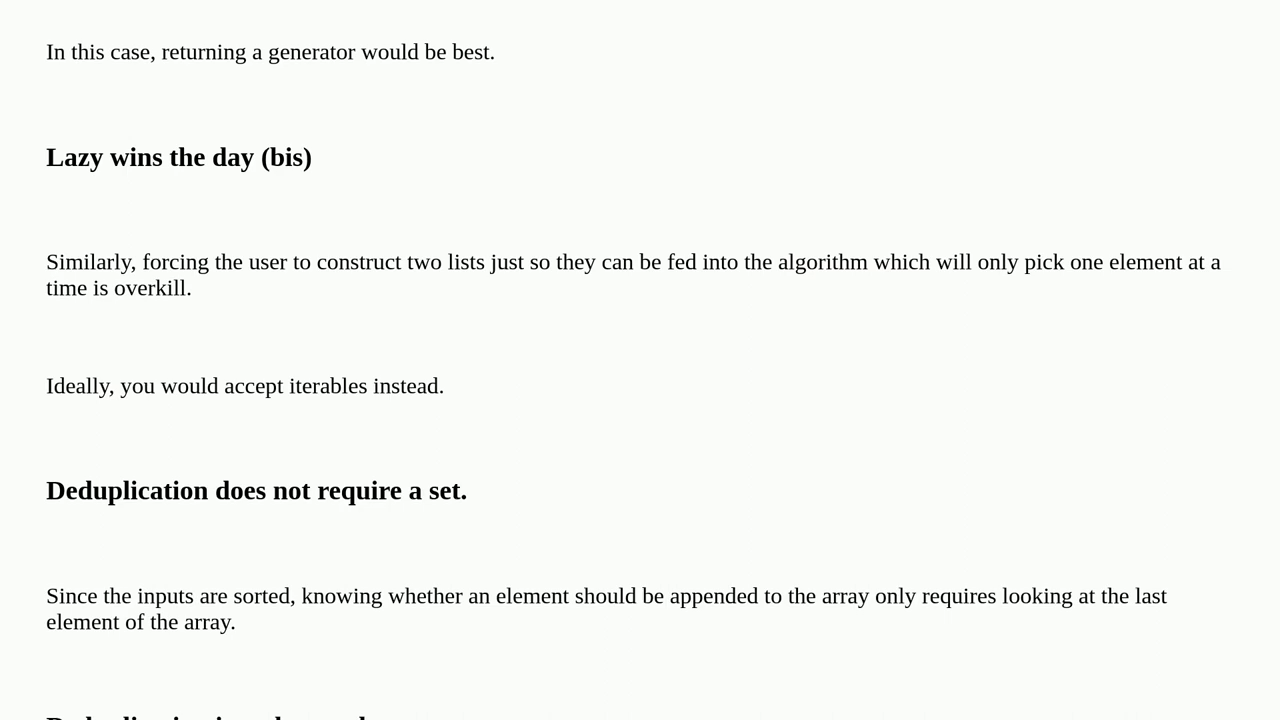 In this case, returning a generator would be best.
Lazy wins the day (bis)
Similarly, forcing the user to construct two lists just so they can be fed into the algorithm which will only pick one element at a
time is overkill.
Ideally, you would accept iterables instead.
Deduplication does not require a set.
Since the inputs are sorted, knowing whether an element should be appended to the array only requires looking at the last
element of the array.